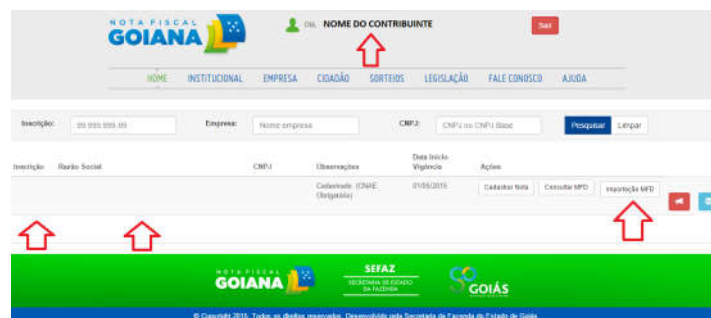 NOTA FISCAL
GOIANA
Olá, NOME DO CONTRIBUINTE
Sair
HOME INSTITUCIONAL EMPRESA CIDADÃO SORTEIOS LEGISLAÇÃO FALE CONOSCO AJUDA
Inscrição: 99.999.999-99 Empresa: Nome empresa CNPJ: CNPJ ou CNPJ Base Pesquisar Limpar
Inscrição Razão Social CNPJ Observações Data Início Vigência Ações
Cadastrado (CNAE Obrigatório) 01/05/2015 Cadastrar Nota Consultar MFD Importação MFD
NOTA FISCAL
GOIANA
SEFAZ
SECRETARIA DE ESTADO
DA FAZENDA
GOIÁS
© Copyright 2015. Todos os direitos reservados. Desenvolvido pela Secretaria da Fazenda do Estado de Goiás.